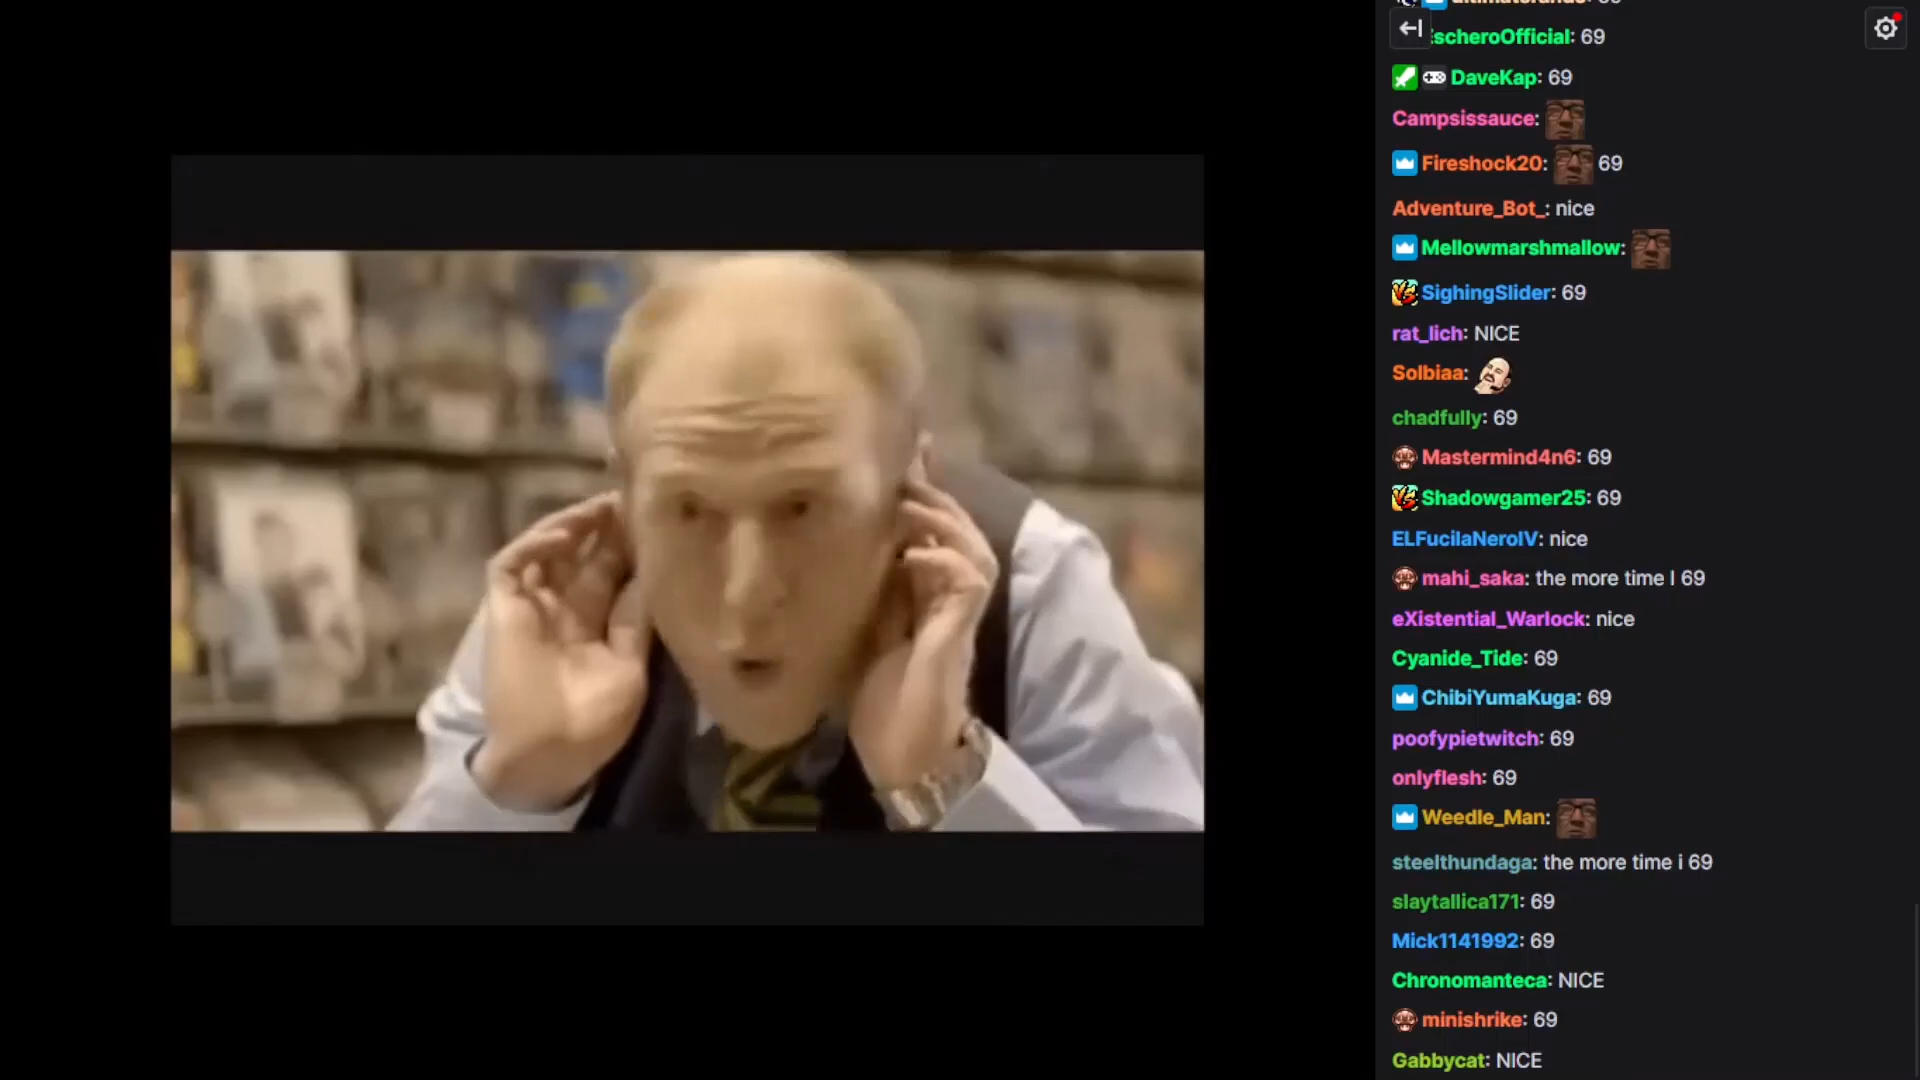 scheroOfficial: 69
DaveKap: 69
Campsissauce:
Fireshock20: 69
Adventure_Bot_: nice
Mellowmarshmallow:
SighingSlider: 69
rat_lich: NICE
Solbiaa:
chadfully: 69
Mastermind4n6: 69
Shadowgamer25: 69
ELFucilaNeroIV: nice
mahi_saka: the more time I 69
eXistential_Warlock: nice
Cyanide_Tide: 69
ChibiYumaKuga: 69
poofypietwitch: 69
onlyflesh: 69
Weedle_Man:
steelthundaga: the more time i 69
slaytallica171: 69
Mick1141992: 69
Chronomanteca: NICE
minishrike: 69
Gabbycat: NICE